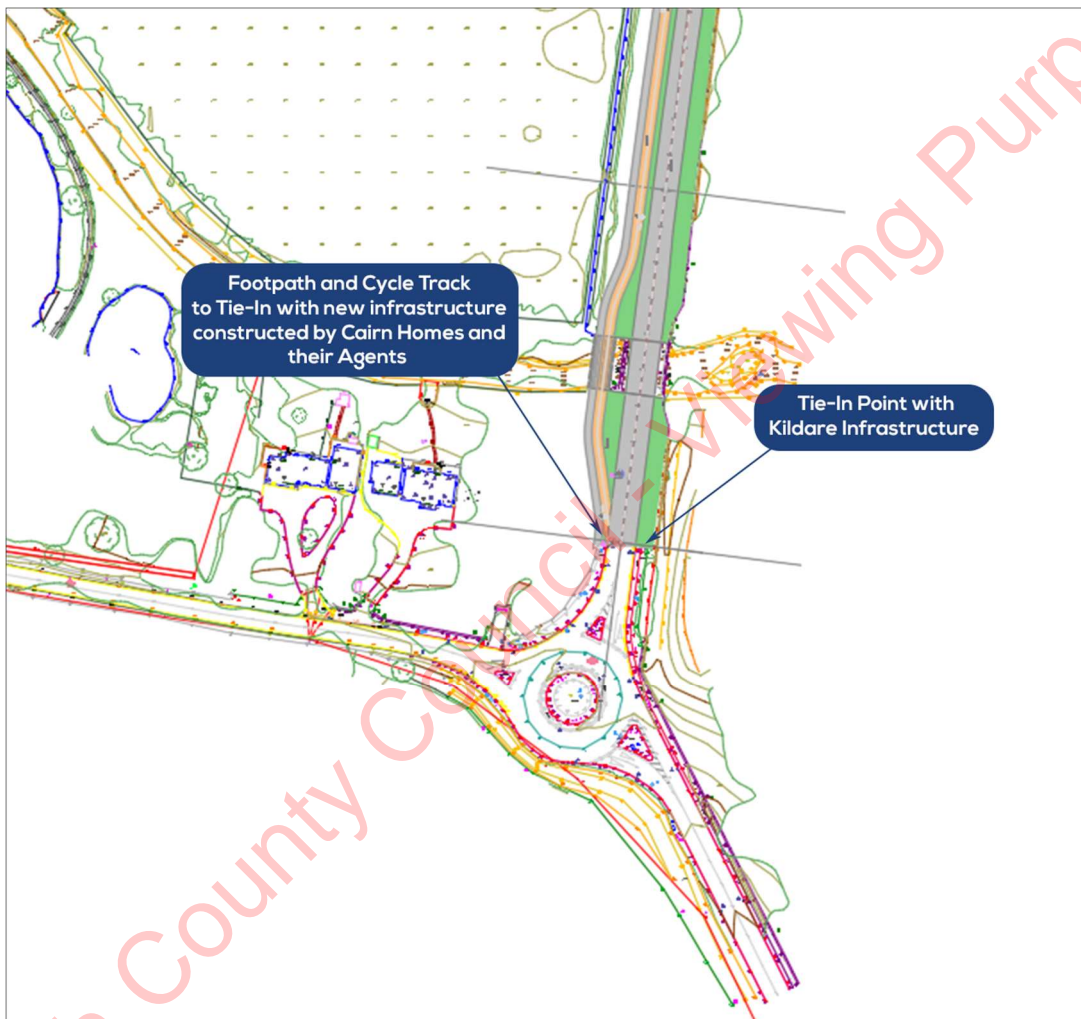 Footpath and Cycle Track
to Tie-In with new infrastructure
constructed by Cairn Homes and
their Agents
Tie-In Point with
Kildare Infrastructure
County Council - Viewing Purp